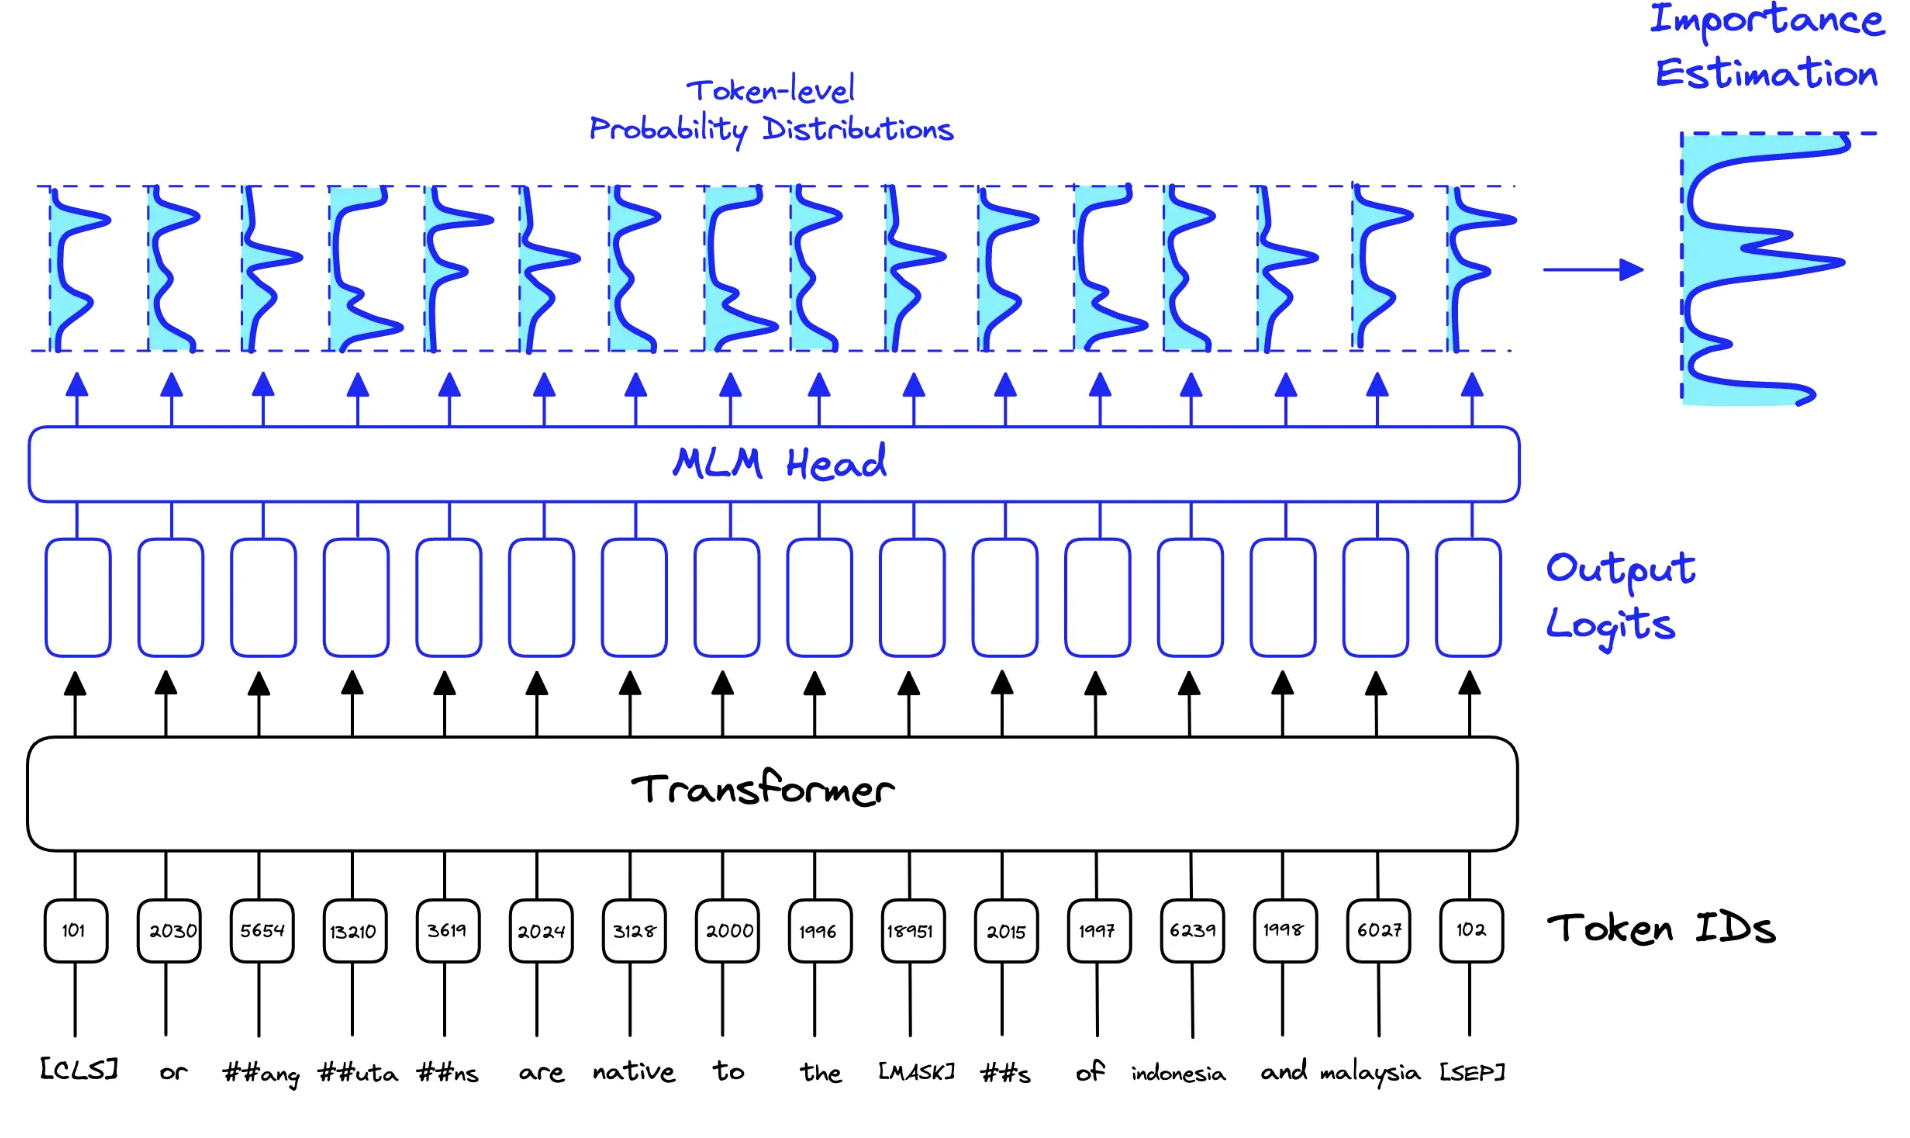 Importance
Estimation
Token-level
Probability Distributions
MLM Head
Output
Logits
Transformer
101 2030 5654 13210 3619 2024 3128 2000 1996 18951 2015 1997 6239 1998 6027 102
Token IDs
[CLS] or ##ang ##uta ##ns are native to the [MASK] ##s of indonesia and malaysia [SEP]